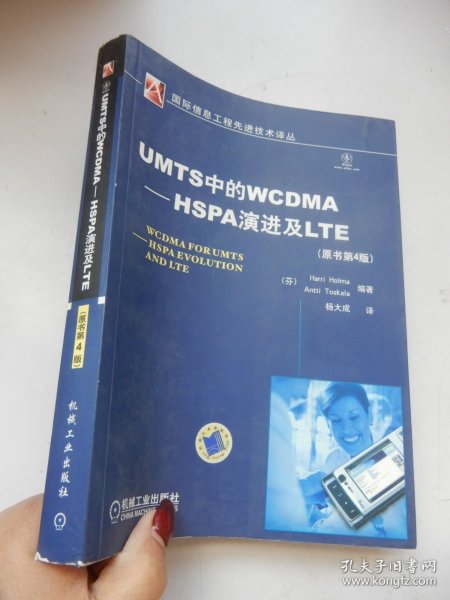 国际信息工程先进技术译丛
www.wiley.com
UMTS中的WCDMA
——HSPA演进及LTE
(原书第4版)
WCDMA FOR UMTS
——HSPA EVOLUTION
AND LTE
(芬) Harri Holma
Antti Toskala 编著
杨大成 译
机械工业出版社
CHINA MACHINE
UMTS中的WCDMA——HSPA演进及LTE
(原书第4版)
机械工业出版社
孔夫子旧书网
www.kongfz.com